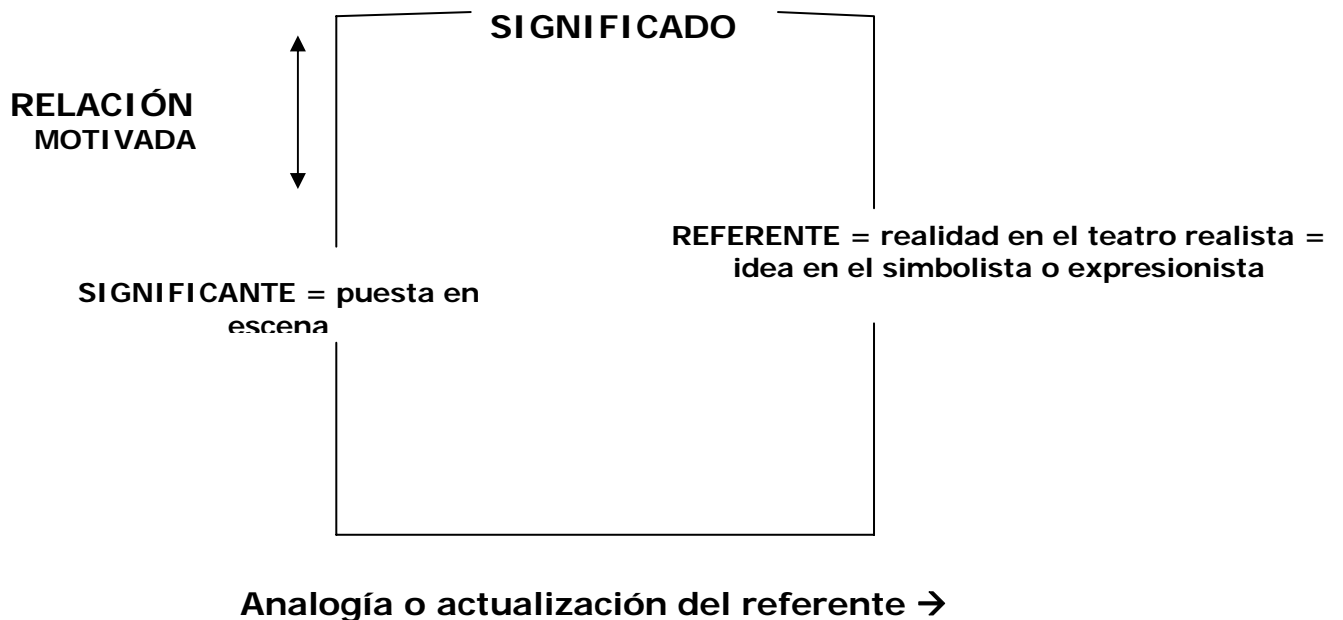 SIGNIFICADO
RELACIÓN
MOTIVADA
REFERENTE = realidad en el teatro realista =
idea en el simbolista o expresionista
SIGNIFICANTE = puesta en
escena
Analogía o actualización del referente →